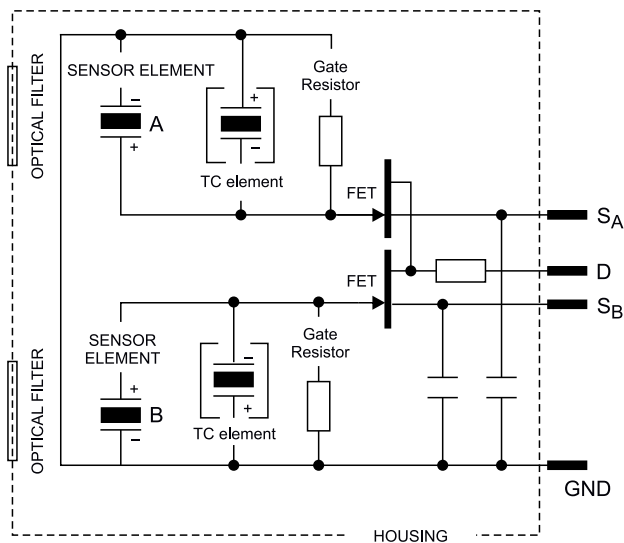 OPTICAL FILTER
SENSOR ELEMENT
−
A
+
+
−
TC element
Gate
Resistor
FET
S_A
D
S_B
FET
OPTICAL FILTER
SENSOR
ELEMENT
+
B
−
−
+
TC element
Gate
Resistor
GND
HOUSING